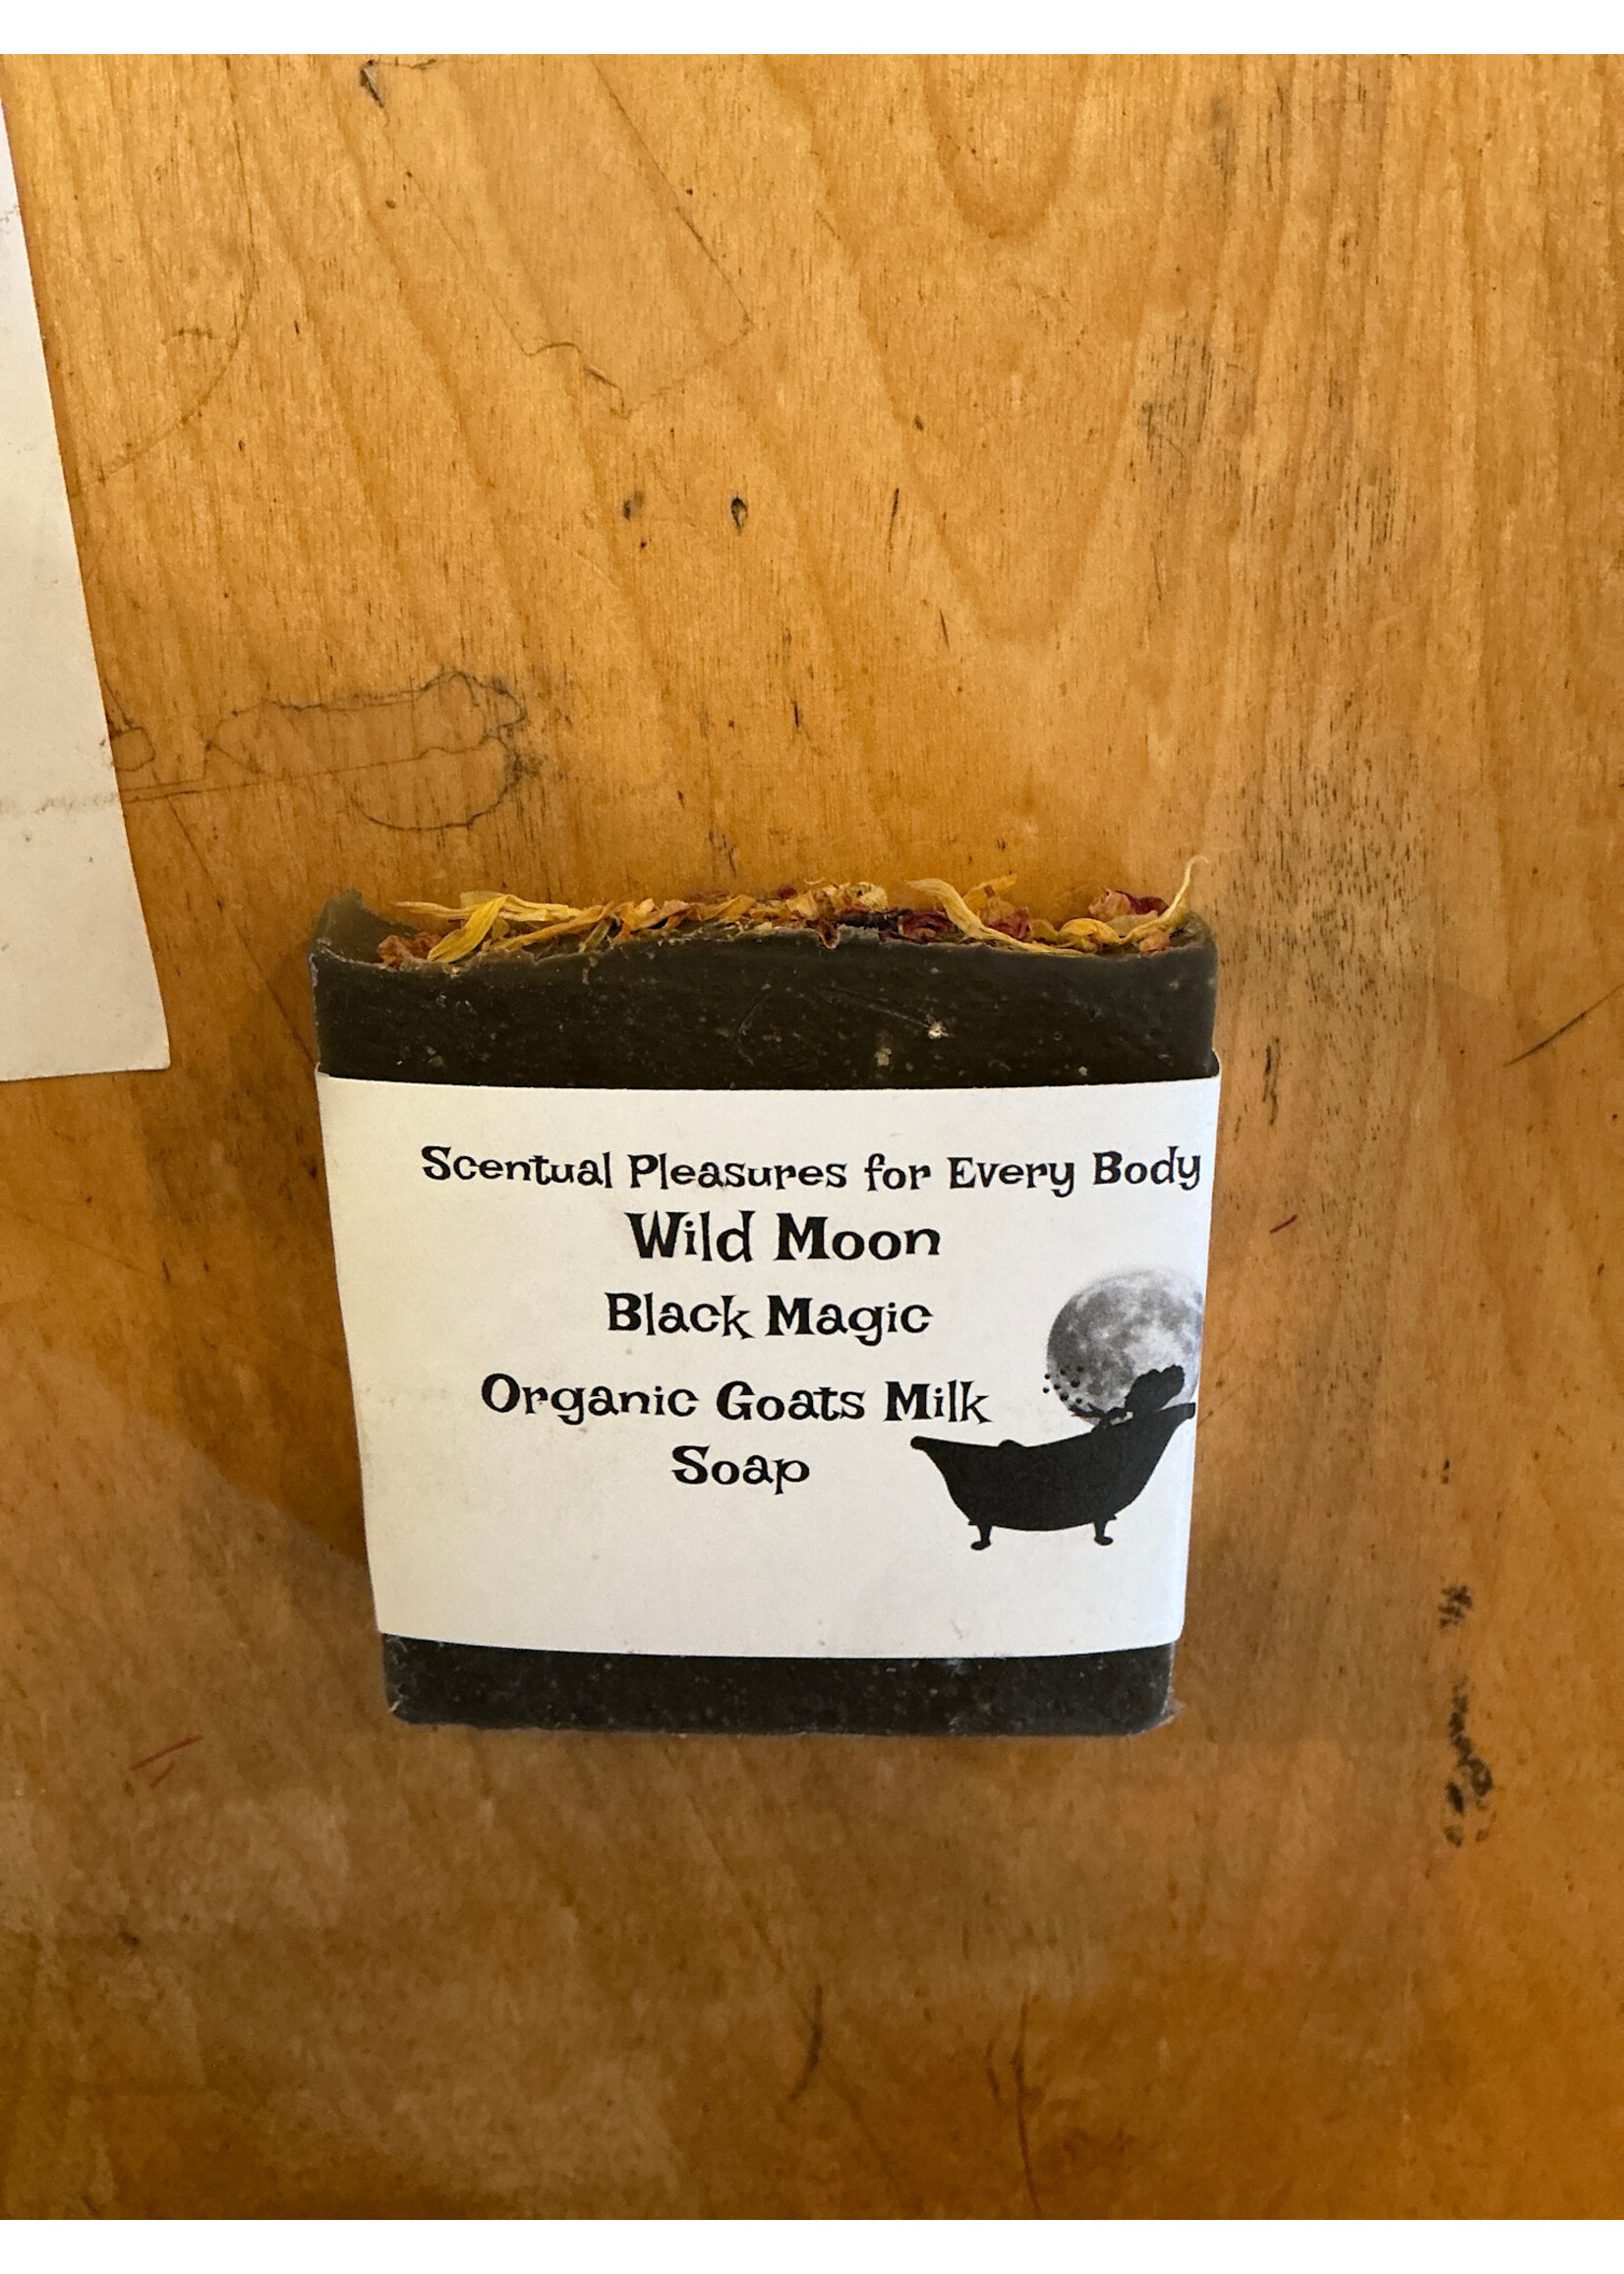 Scentual Pleasures for Every Body
Wild Moon
Black Magic
Organic Goats Milk
Soap